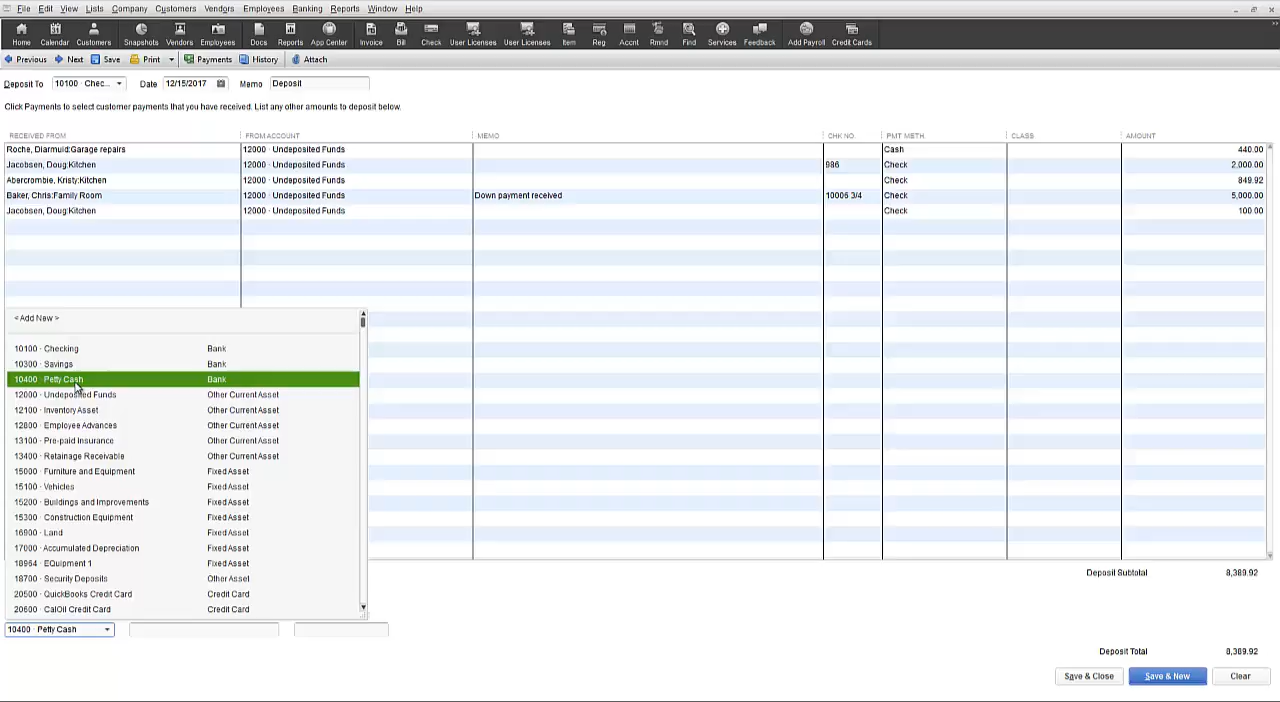 File Edit View Lists Company Customers Vendors Employees Banking Reports Window Help
Home Calendar Customers Snapshots Vendors Employees Docs Reports App Center Invoice Bill Check User Licenses User Licenses Item Reg Accnt Rmnd Find Services Feedback Add Payroll Credit Cards
Previous Next Save Print Payments History Attach
Deposit To 10100 · Chec... Date 12/15/2017 Memo Deposit
Click Payments to select customer payments that you have received. List any other amounts to deposit below.
RECEIVED FROM FROM ACCOUNT MEMO CHK NO. PMT METH. CLASS AMOUNT
Roche, Diarmuid:Garage repairs 12000 · Undeposited Funds Cash 440.00
Jacobsen, Doug:Kitchen 12000 · Undeposited Funds 986 Check 2,000.00
Abercrombie, Kristy:Kitchen 12000 · Undeposited Funds Check 849.92
Baker, Chris:Family Room 12000 · Undeposited Funds Down payment received 10006 3/4 Check 5,000.00
Jacobsen, Doug:Kitchen 12000 · Undeposited Funds Check 100.00
< Add New >
10100 · Checking Bank
10300 · Savings Bank
10400 · Petty Cash Bank
12000 · Undeposited Funds Other Current Asset
12100 · Inventory Asset Other Current Asset
12800 · Employee Advances Other Current Asset
13100 · Pre-paid Insurance Other Current Asset
13400 · Retainage Receivable Other Current Asset
15000 · Furniture and Equipment Fixed Asset
15100 · Vehicles Fixed Asset
15200 · Buildings and Improvements Fixed Asset
15300 · Construction Equipment Fixed Asset
16900 · Land Fixed Asset
17000 · Accumulated Depreciation Fixed Asset
18964 · EQuipment 1 Fixed Asset
Deposit Subtotal 8,389.92
18700 · Security Deposits Other Asset
20500 · QuickBooks Credit Card Credit Card
20600 · CalOil Credit Card Credit Card
10400 · Petty Cash
Deposit Total 8,389.92
Save & Close Save & New Clear